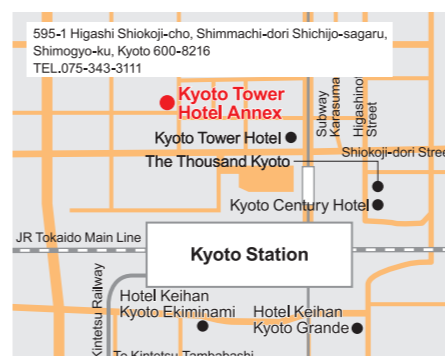 595-1 Higashi Shiokoji-cho, Shimmachi-dori Shichijo-sagaru,
Shimogyo-ku, Kyoto 600-8216
TEL.075-343-3111
Kyoto Tower
Hotel Annex
Subway
Karasuma
Higashinot
Street
Kyoto Tower Hotel
Shiokoji-dori Stree
The Thousand Kyoto
Kyoto Century Hotel
JR Tokaido Main Line
Kyoto Station
Kintetsu Railway
Hotel Keihan
Kyoto Ekiminami
Hotel Keihan
Kyoto Grande
To Kintetsu Tambabashi